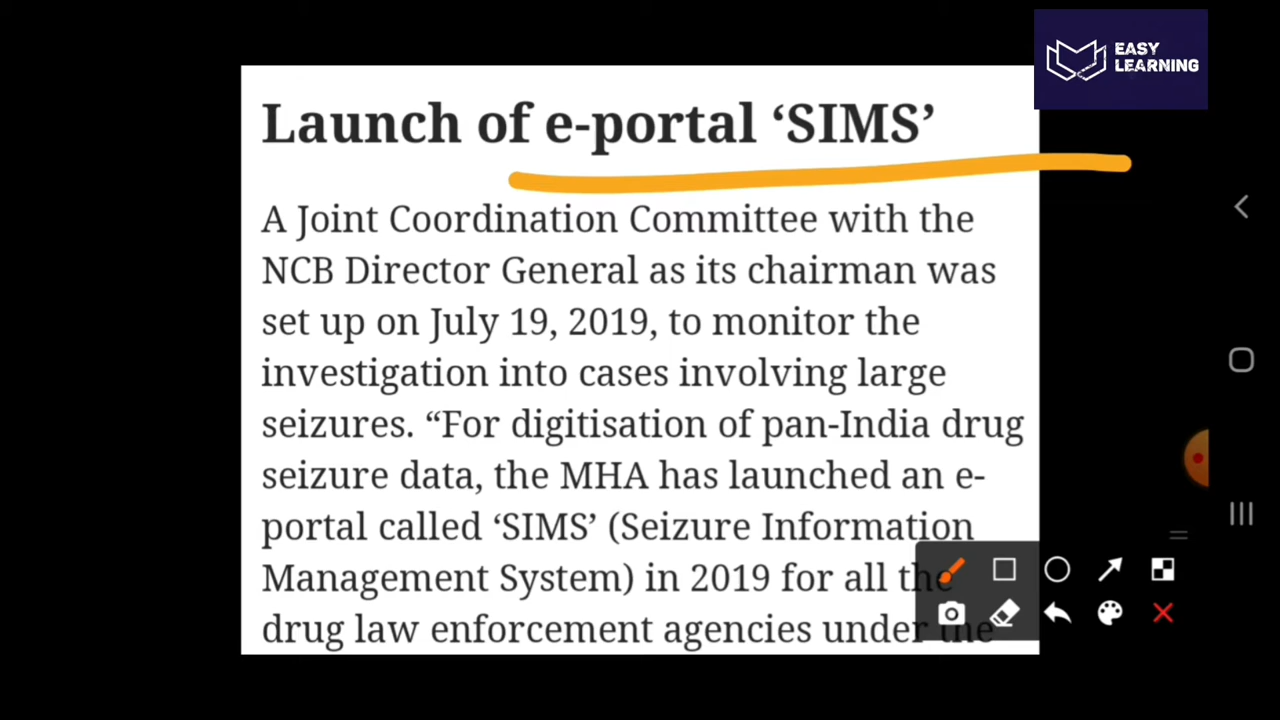 EASY
LEARNING
Launch of e-portal ‘SIMS’
A Joint Coordination Committee with the
NCB Director General as its chairman was
set up on July 19, 2019, to monitor the
investigation into cases involving large
seizures. “For digitisation of pan-India drug
seizure data, the MHA has launched an e-
portal called ‘SIMS’ (Seizure Information
Management System) in 2019 for all the
drug law enforcement agencies under the